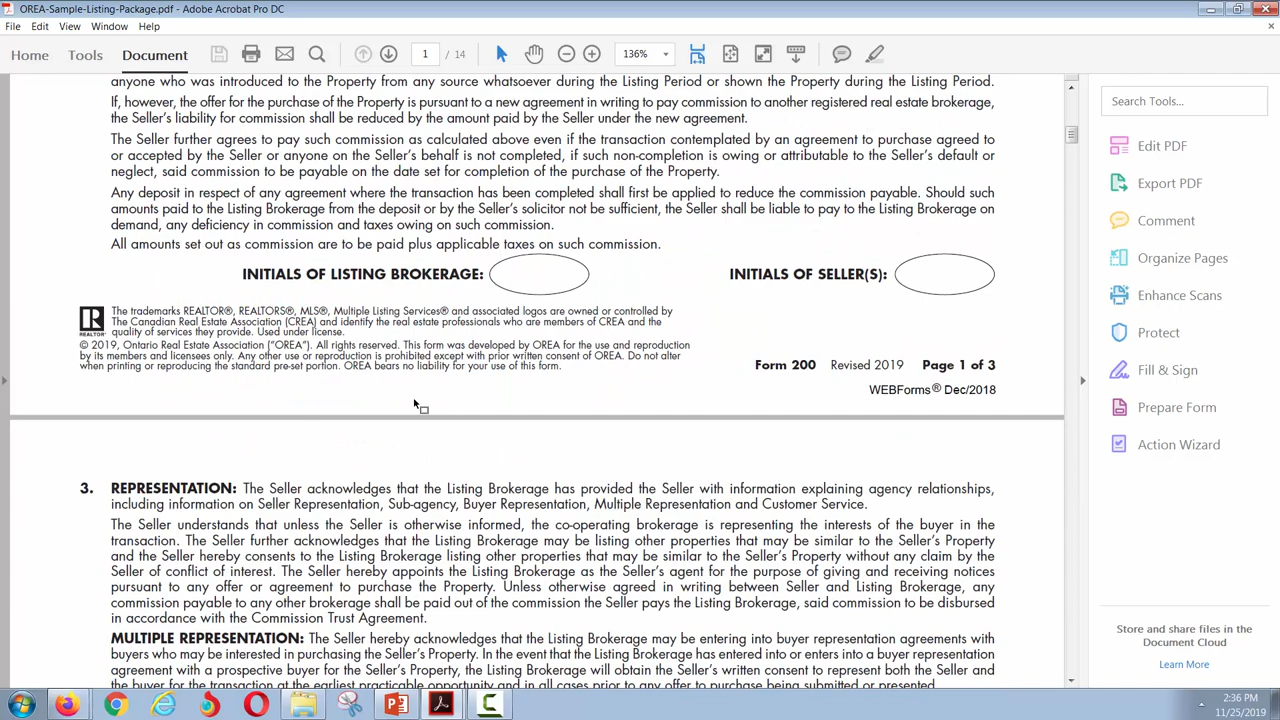 OREA-Sample-Listing-Package.pdf - Adobe Acrobat Pro DC
File Edit View Window Help
Home Tools Document 1 / 14 136%
anyone who was introduced to the Property from any source whatsoever during the Listing Period or shown the Property during the Listing Period.
If, however, the offer for the purchase of the Property is pursuant to a new agreement in writing to pay commission to another registered real estate brokerage,
the Seller's liability for commission shall be reduced by the amount paid by the Seller under the new agreement.
The Seller further agrees to pay such commission as calculated above even if the transaction contemplated by an agreement to purchase agreed to
or accepted by the Seller or anyone on the Seller's behalf is not completed, if such non-completion is owing or attributable to the Seller's default or
neglect, said commission to be payable on the date set for completion of the purchase of the Property.
Any deposit in respect of any agreement where the transaction has been completed shall first be applied to reduce the commission payable. Should such
amounts paid to the Listing Brokerage from the deposit or by the Seller's solicitor not be sufficient, the Seller shall be liable to pay to the Listing Brokerage on
demand, any deficiency in commission and taxes owing on such commission.
All amounts set out as commission are to be paid plus applicable taxes on such commission.
INITIALS OF LISTING BROKERAGE: INITIALS OF SELLER(S):
R
REALTOR®
The trademarks REALTOR®, REALTORS®, MLS®, Multiple Listing Services® and associated logos are owned or controlled by
The Canadian Real Estate Association (CREA) and identify the real estate professionals who are members of CREA and the
quality of services they provide. Used under license.
© 2019, Ontario Real Estate Association ("OREA"). All rights reserved. This form was developed by OREA for the use and reproduction
by its members and licensees only. Any other use or reproduction is prohibited except with prior written consent of OREA. Do not alter
when printing or reproducing the standard pre-set portion. OREA bears no liability for your use of this form.
Form 200 Revised 2019 Page 1 of 3
WEBForms® Dec/2018
3. REPRESENTATION: The Seller acknowledges that the Listing Brokerage has provided the Seller with information explaining agency relationships,
including information on Seller Representation, Sub-agency, Buyer Representation, Multiple Representation and Customer Service.
The Seller understands that unless the Seller is otherwise informed, the co-operating brokerage is representing the interests of the buyer in the
transaction. The Seller further acknowledges that the Listing Brokerage may be listing other properties that may be similar to the Seller's Property
and the Seller hereby consents to the Listing Brokerage listing other properties that may be similar to the Seller's Property without any claim by the
Seller of conflict of interest. The Seller hereby appoints the Listing Brokerage as the Seller's agent for the purpose of giving and receiving notices
pursuant to any offer or agreement to purchase the Property. Unless otherwise agreed in writing between Seller and Listing Brokerage, any
commission payable to any other brokerage shall be paid out of the commission the Seller pays the Listing Brokerage, said commission to be disbursed
in accordance with the Commission Trust Agreement.
MULTIPLE REPRESENTATION: The Seller hereby acknowledges that the Listing Brokerage may be entering into buyer representation agreements with
buyers who may be interested in purchasing the Seller's Property. In the event that the Listing Brokerage has entered into or enters into a buyer representation
agreement with a prospective buyer for the Seller's Property, the Listing Brokerage will obtain the Seller's written consent to represent both the Seller and
the buyer for the transaction at the earliest practicable opportunity and in all cases prior to any offer to purchase being submitted or presented.
Search Tools...
Edit PDF
Export PDF
Comment
Organize Pages
Enhance Scans
Protect
Fill & Sign
Prepare Form
Action Wizard
Store and share files in the
Document Cloud
Learn More
2:36 PM
11/25/2019